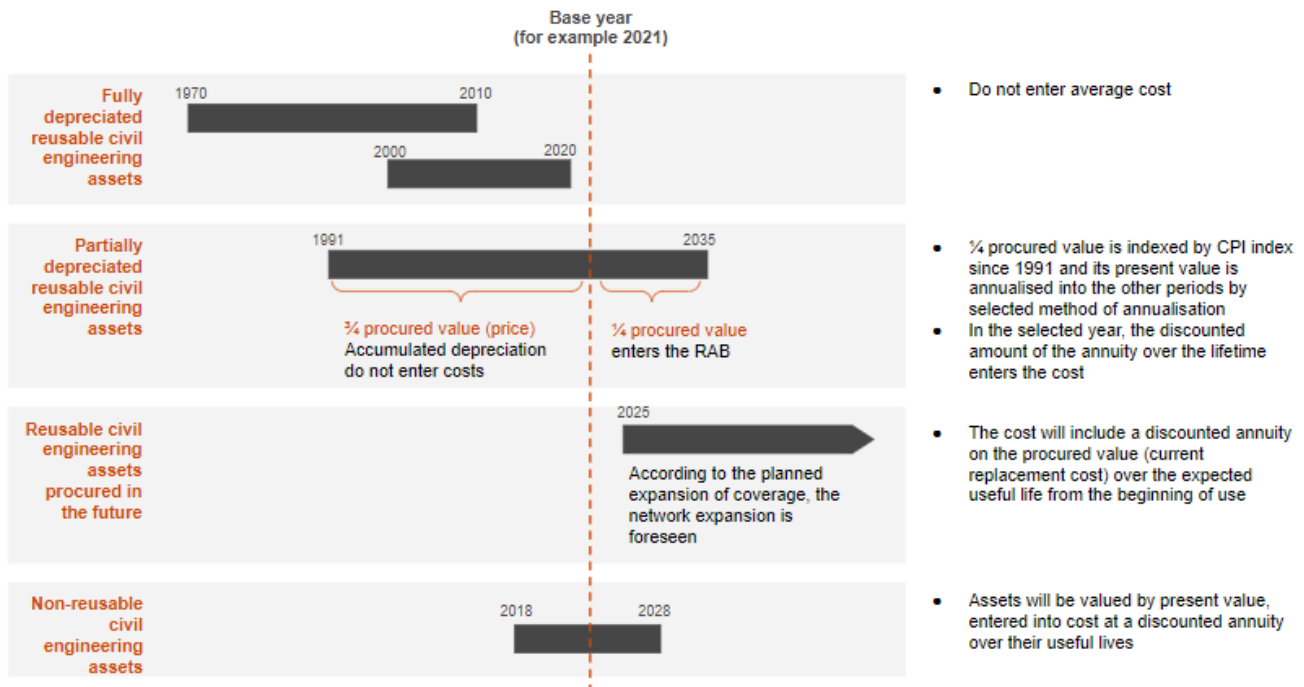 Base year
(for example 2021)
Fully
depreciated
reusable civil
engineering
assets
1970
2010
2000
2020
● Do not enter average cost
Partially
depreciated
reusable civil
engineering
assets
1991
2035
¾ procured value (price)
Accumulated depreciation
do not enter costs
¼ procured value
enters the RAB
● ¼ procured value is indexed by CPI index
since 1991 and its present value is
annualised into the other periods by
selected method of annualisation
● In the selected year, the discounted
amount of the annuity over the lifetime
enters the cost
Reusable civil
engineering
assets
procured in
the future
2025
According to the planned
expansion of coverage, the
network expansion is
foreseen
● The cost will include a discounted annuity
on the procured value (current
replacement cost) over the expected
useful life from the beginning of use
Non-reusable
civil
engineering
assets
2018
2028
● Assets will be valued by present value,
entered into cost at a discounted annuity
over their useful lives